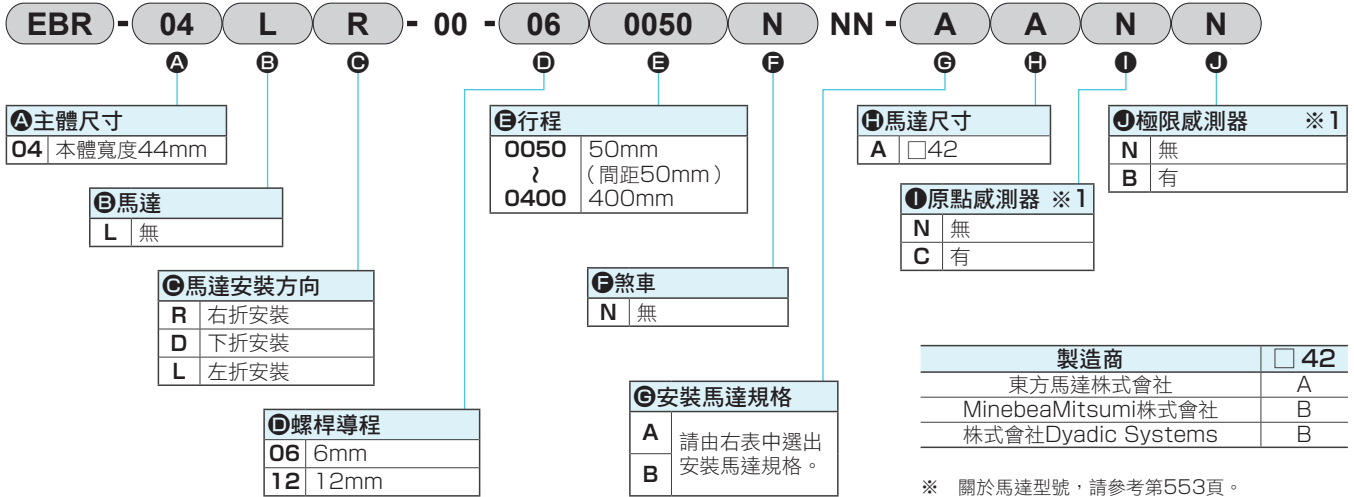 EBR - 04 L R - 00 - 06 0050 N NN - A A N N
A B C D E F G H I J
A主體尺寸
04 本體寬度44mm
B馬達
L 無
C馬達安裝方向
R 右折安裝
D 下折安裝
L 左折安裝
D螺桿導程
06 6mm
12 12mm
E行程
0050 50mm
~ (間距50mm)
0400 400mm
F煞車
N 無
G安裝馬達規格
A 請由右表中選出
B 安裝馬達規格。
H馬達尺寸
A □42
I原點感測器 ※1
N 無
C 有
J極限感測器 ※1
N 無
B 有
製造商 □42
東方馬達株式會社 A
MinebeaMitsumi株式會社 B
株式會社Dyadic Systems B
※ 關於馬達型號,請參考第553頁。